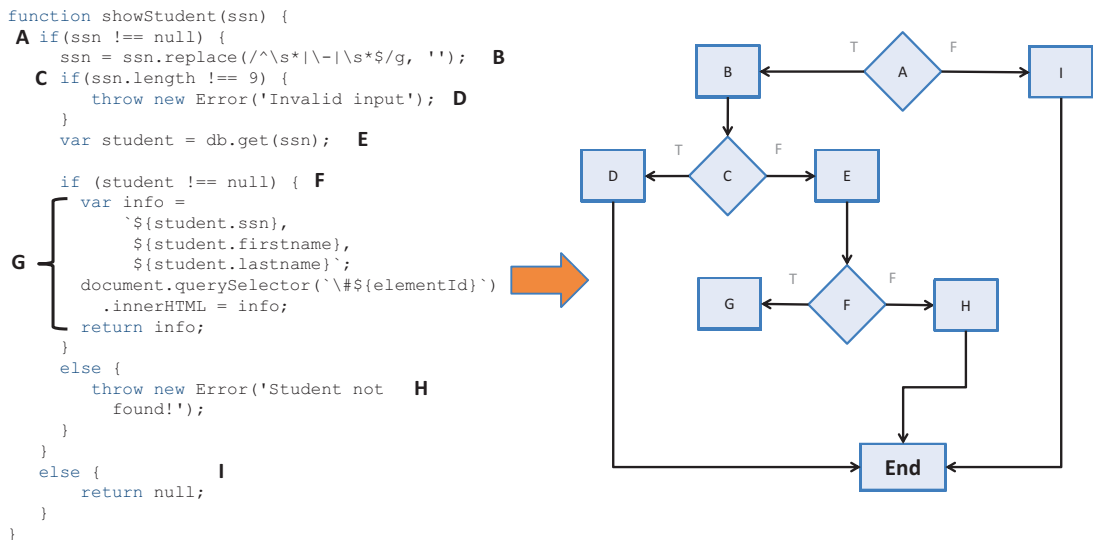 function showStudent(ssn) {
A if(ssn !== null) {
ssn = ssn.replace(/^\s*|\-|\s*$/g, ''); B
C if(ssn.length !== 9) {
throw new Error('Invalid input'); D
}
var student = db.get(ssn); E
if (student !== null) { F
var info =
`${student.ssn},
${student.firstname},
G ${student.lastname}`;
document.querySelector(`\#${elementId}`)
.innerHTML = info;
return info;
}
else {
throw new Error('Student not H
found!');
}
}
else { I
return null;
}
}
T F
B A I
T F
D C E
T F
G F H
End